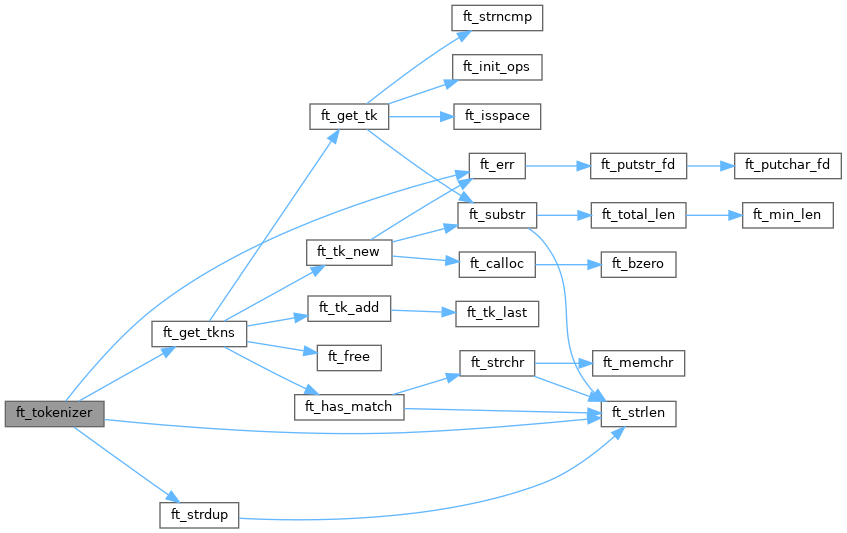 ft_strncmp
ft_init_ops
ft_get_tk
ft_isspace
ft_err
ft_putstr_fd
ft_putchar_fd
ft_substr
ft_total_len
ft_min_len
ft_tk_new
ft_calloc
ft_bzero
ft_tk_add
ft_tk_last
ft_get_tkns
ft_free
ft_strchr
ft_memchr
ft_has_match
ft_tokenizer
ft_strlen
ft_strdup